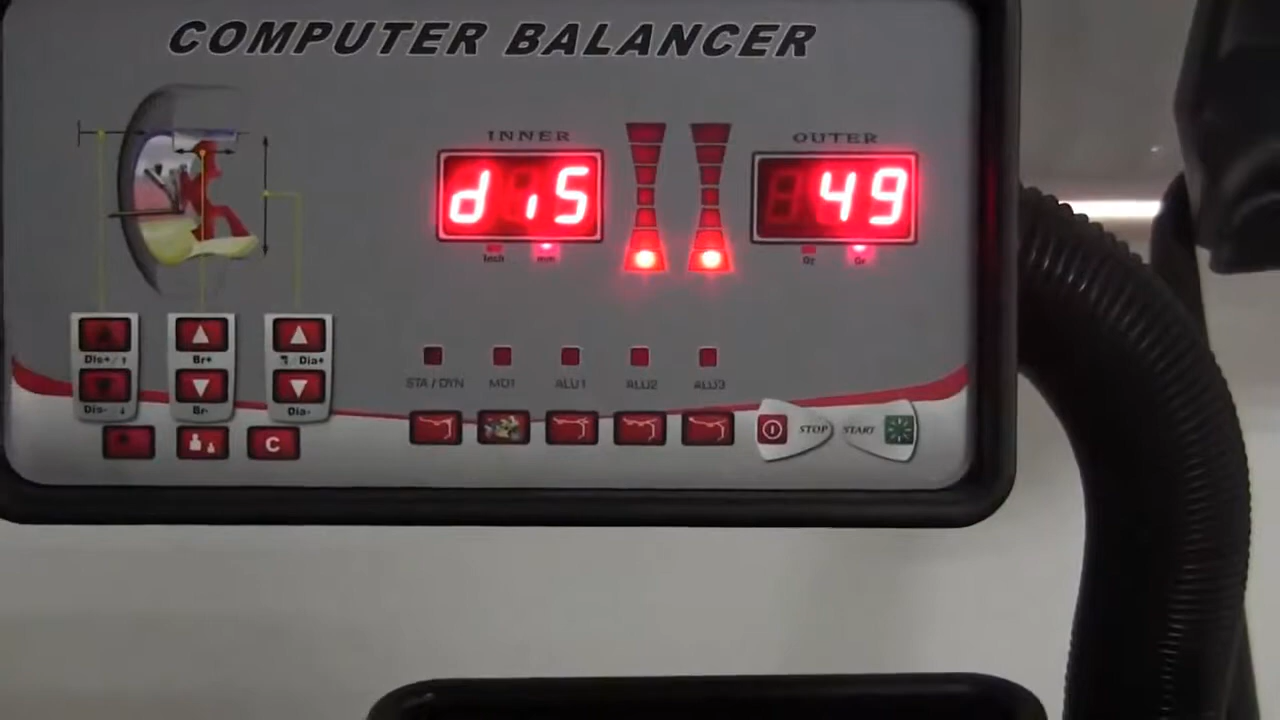 COMPUTER BALANCER
INNER
OUTER
diS
49
Inch mm
Oz Gr
Dis+/↑
Br+
/Dia+
Dis- ↓
Br-
Dia-
STA / DYN
MOT
ALU1
ALU2
ALU3
C
STOP
START